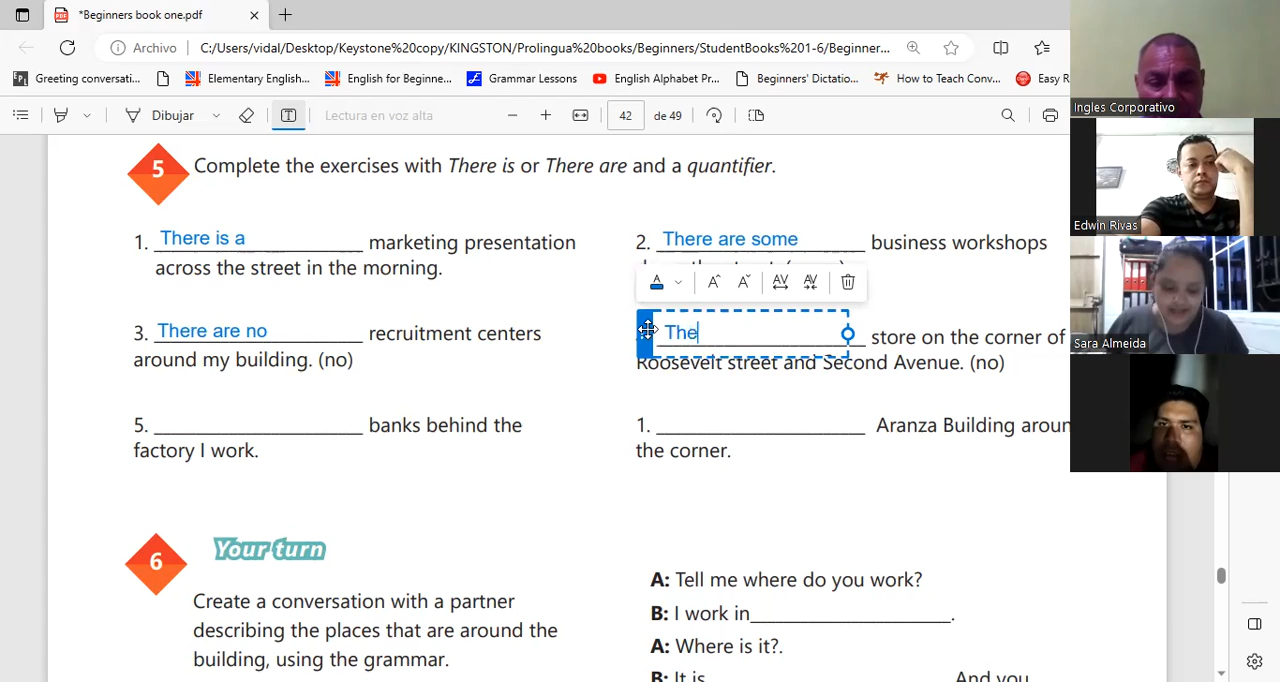 *Beginners book one.pdf
Archivo C:/Users/vidal/Desktop/Keystone%20copy/KINGSTON/Prolingua%20books/Beginners/StudentBooks%201-6/Beginner...
Greeting conversati... Elementary English... English for Beginne... Grammar Lessons English Alphabet Pr... Beginners' Dictatio... How to Teach Conv... Easy R
Dibujar Lectura en voz alta 42 de 49
5 Complete the exercises with There is or There are and a quantifier.
1. There is a marketing presentation
across the street in the morning.
2. There are some business workshops
3. There are no recruitment centers
around my building. (no)
The store on the corner of
Roosevelt street and Second Avenue. (no)
5. ______ banks behind the
factory I work.
1. ______ Aranza Building aroun
the corner.
6 Your turn
Create a conversation with a partner
describing the places that are around the
building, using the grammar.
A: Tell me where do you work?
B: I work in______.
A: Where is it?.
B: It is ______ And you
Ingles Corporativo
Edwin Rivas
Sara Almeida